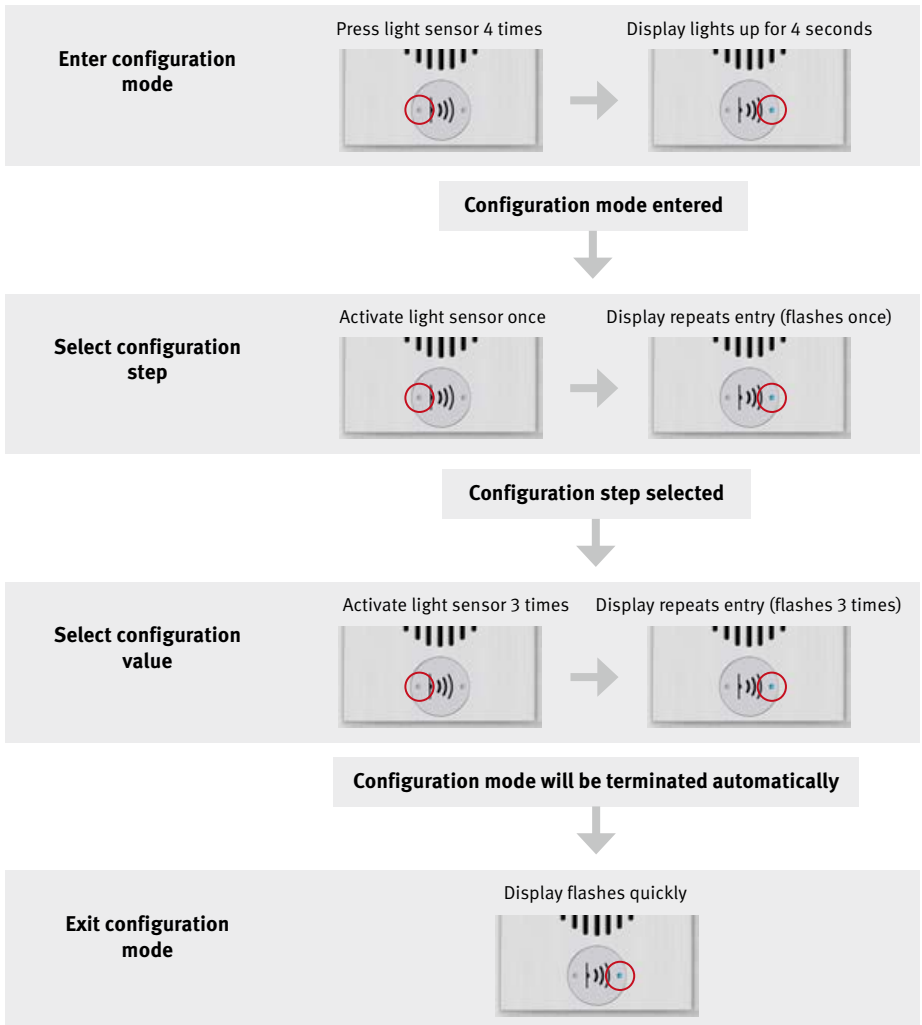 Press light sensor 4 times
Display lights up for 4 seconds
Enter configuration
mode
Configuration mode entered
Activate light sensor once
Display repeats entry (flashes once)
Select configuration
step
Configuration step selected
Activate light sensor 3 times
Display repeats entry (flashes 3 times)
Select configuration
value
Configuration mode will be terminated automatically
Display flashes quickly
Exit configuration
mode